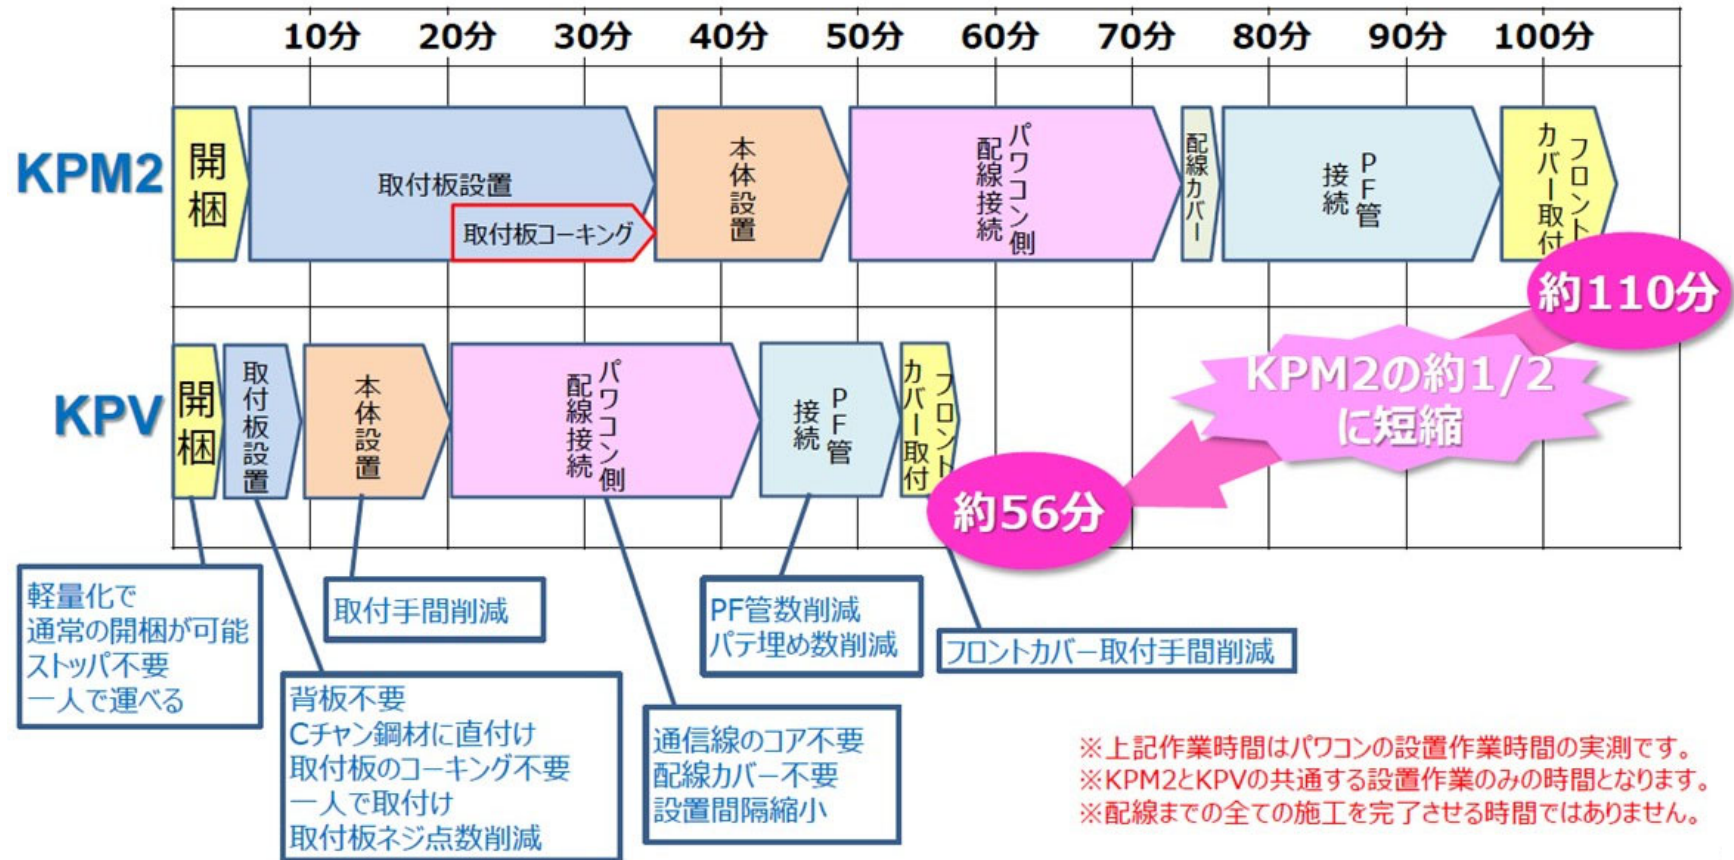 10分 20分 30分 40分 50分 60分 70分 80分 90分 100分
KPM2
開梱
取付板設置
取付板コーキング
本体設置
パワコン側
配線接続
配線カバー
PF管
接続
フロント
カバー取付
約110分
KPV
開梱
取付板設置
本体設置
パワコン側
配線接続
PF管
接続
フロント
カバー取付
約56分
KPM2の約1/2
に短縮
軽量化で
通常の開梱が可能
ストッパ不要
一人で運べる
背板不要
Cチャン鋼材に直付け
取付板のコーキング不要
一人で取付け
取付板ネジ点数削減
取付手間削減
通信線のコア不要
配線カバー不要
設置間隔縮小
PF管数削減
パテ埋め数削減
フロントカバー取付手間削減
※上記作業時間はパワコンの設置作業時間の実測です。
※KPM2とKPVの共通する設置作業のみの時間となります。
※配線までの全ての施工を完了させる時間ではありません。